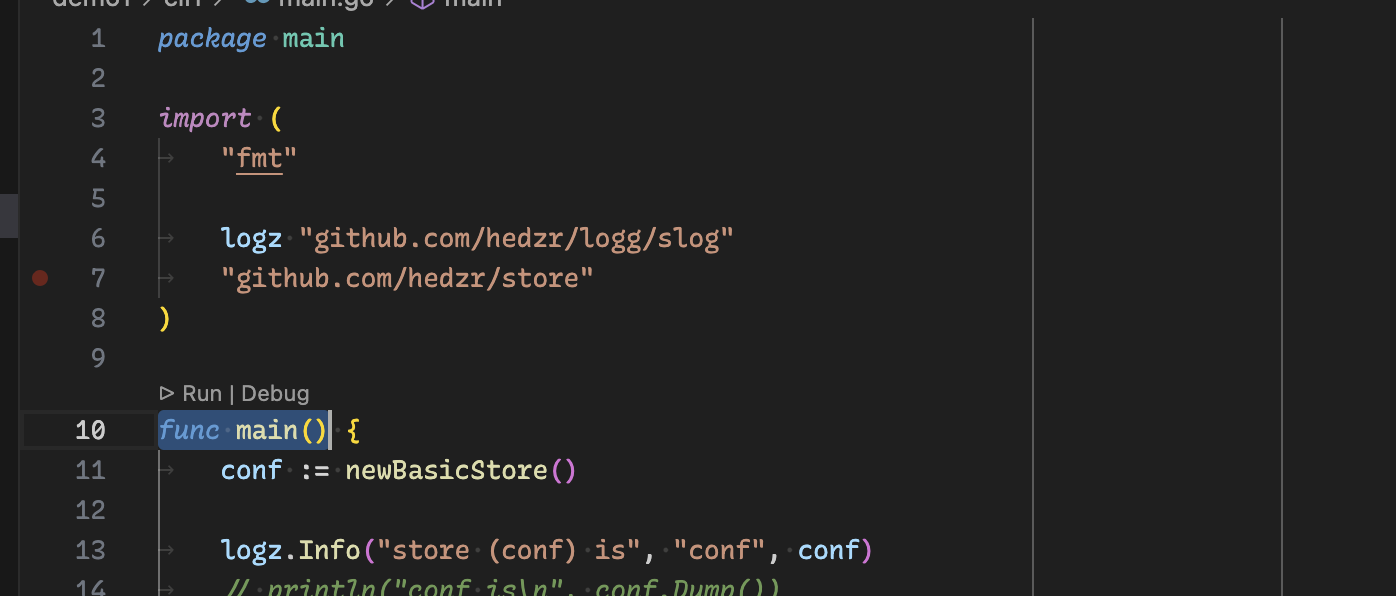 demo1 › cin › main.go › main
1 package main
2
3 import (
4 "fmt"
5
6 logz "github.com/hedzr/logg/slog"
7 "github.com/hedzr/store"
8 )
9
Run | Debug
10 func main() {
11 conf := newBasicStore()
12
13 logz.Info("store (conf) is", "conf", conf)
14 // println("conf is\n", conf.Dump())